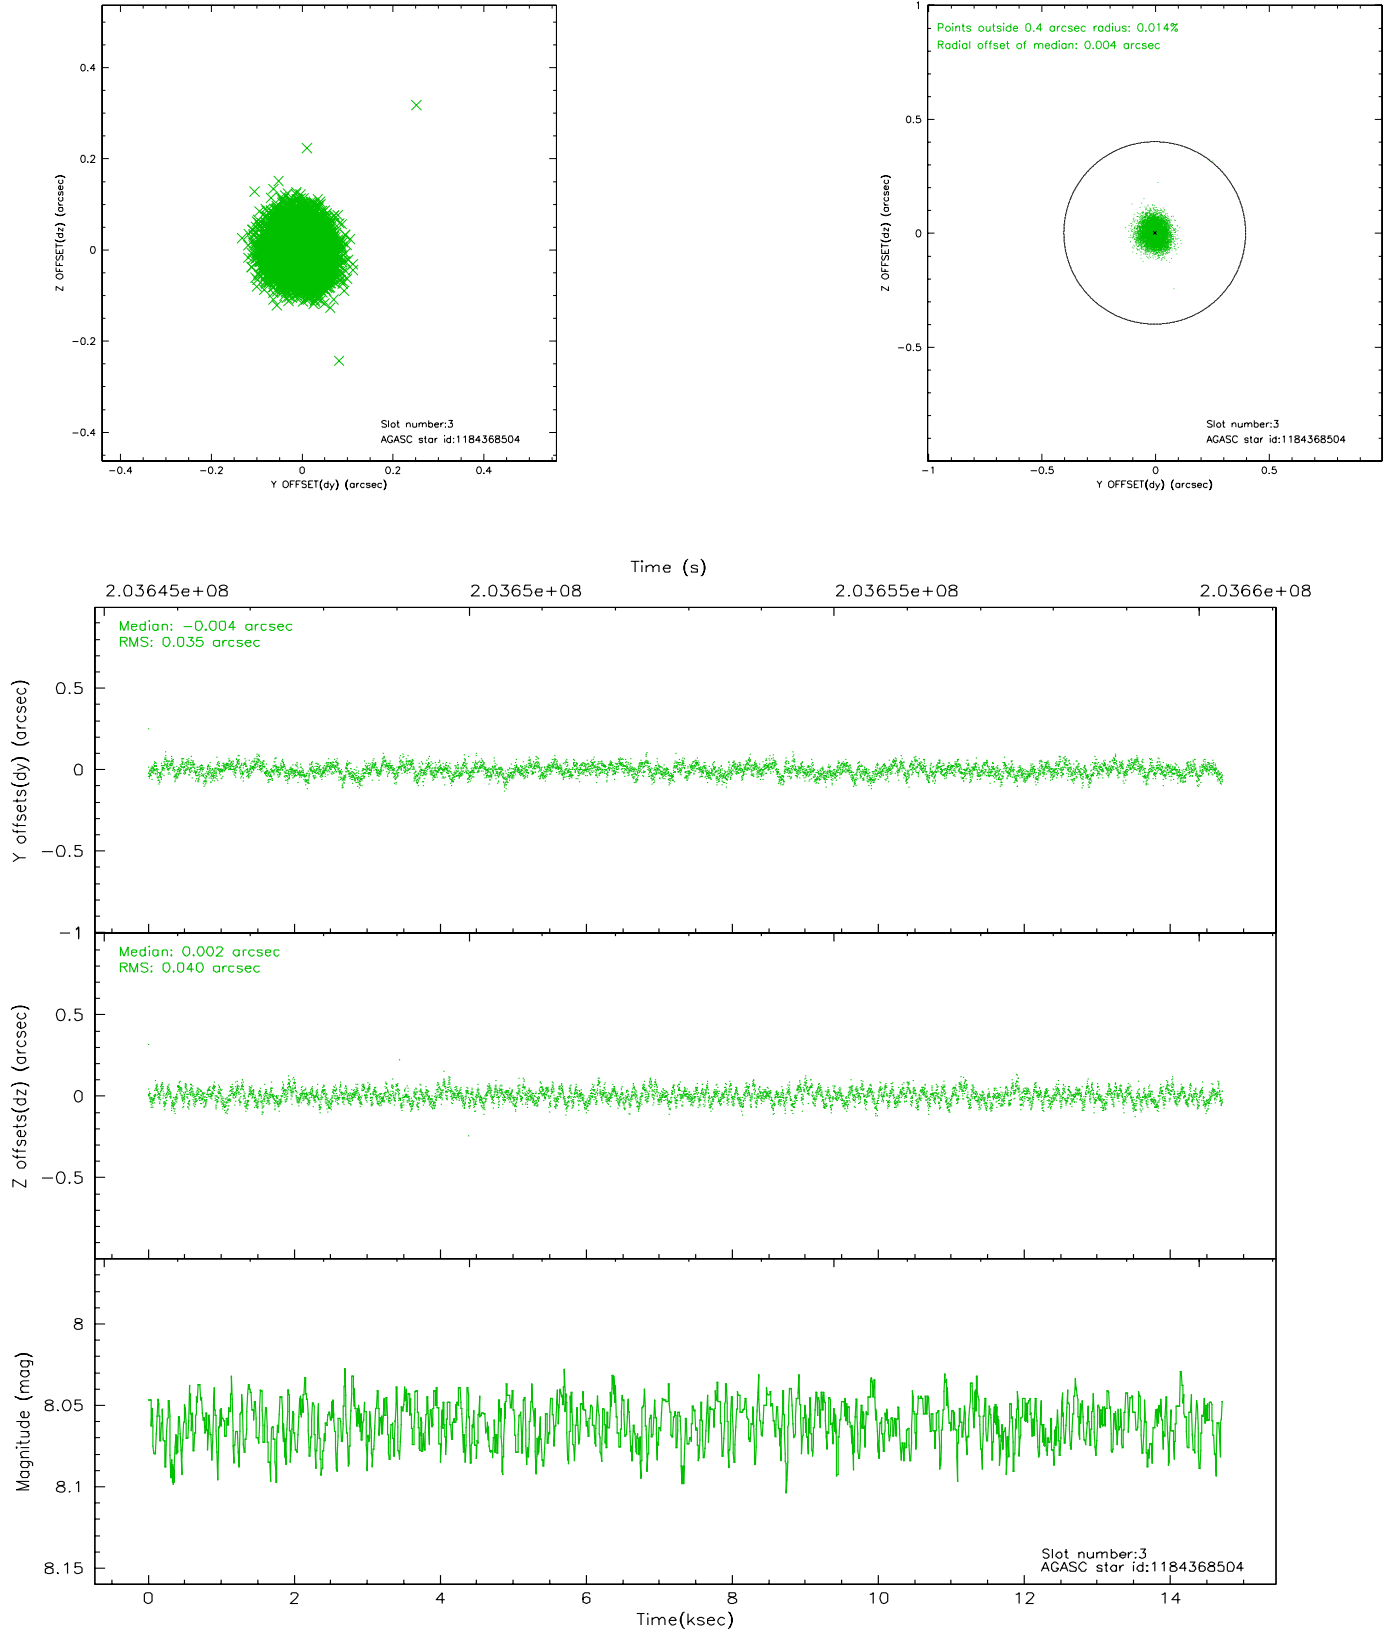 0.4
0.2
0
-0.2
-0.4
Z OFFSET(dz) (arcsec)
Slot number:3
AGASC star id:1184368504
-0.4 -0.2 0 0.2 0.4
Y OFFSET(dy) (arcsec)
Points outside 0.4 arcsec radius: 0.014%
Radial offset of median: 0.004 arcsec
1
0.5
0
-0.5
Z OFFSET(dz) (arcsec)
Slot number:3
AGASC star id:1184368504
-1 -0.5 0 0.5
Y OFFSET(dy) (arcsec)
Time (s)
2.03645e+08 2.0365e+08 2.03655e+08 2.0366e+08
Median: -0.004 arcsec
RMS: 0.035 arcsec
0.5
0
-0.5
-1
Y offsets(dy) (arcsec)
Median: 0.002 arcsec
RMS: 0.040 arcsec
0.5
0
-0.5
Z offsets(dz) (arcsec)
8
8.05
8.1
8.15
Magnitude (mag)
Slot number:3
AGASC star id:1184368504
0 2 4 6 8 10 12 14
Time(ksec)